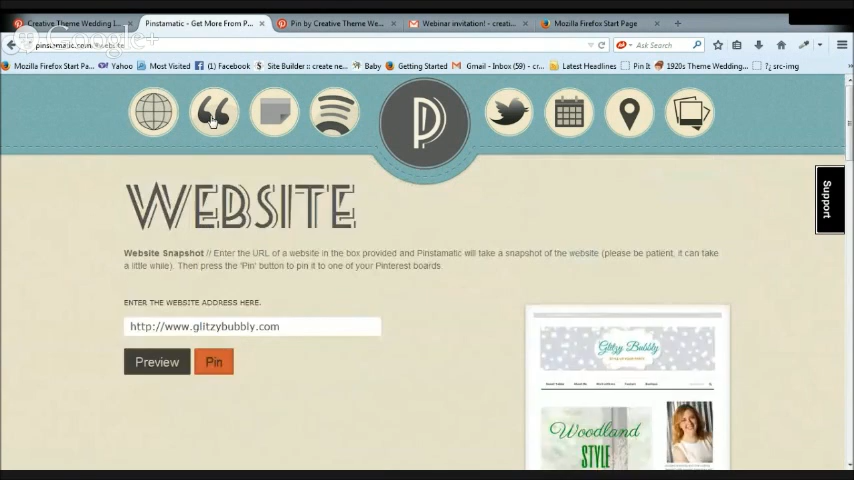 Creative Theme Wedding I...
Pinstamatic - Get More From P...
Pin by Creative Theme We...
Webinar invitation! - creati...
Mozilla Firefox Start Page
Google+
Ask Search
Mozilla Firefox Start Pa...
Yahoo
Most Visited
(1) Facebook
Site Builder :: create ne...
Baby
Getting Started
Gmail - Inbox (59) - cr...
Latest Headlines
Pin It
1920s Theme Wedding...
src-img
P
Support
WEBSITE
Website Snapshot // Enter the URL of a website in the box provided and Pinstamatic will take a snapshot of the website (please be patient, it can take
a little while). Then press the 'Pin' button to pin it to one of your Pinterest boards.
ENTER THE WEBSITE ADDRESS HERE.
http://www.glitzybubbly.com
Preview
Pin
Glitzy Bubbly
Woodland
STYLE